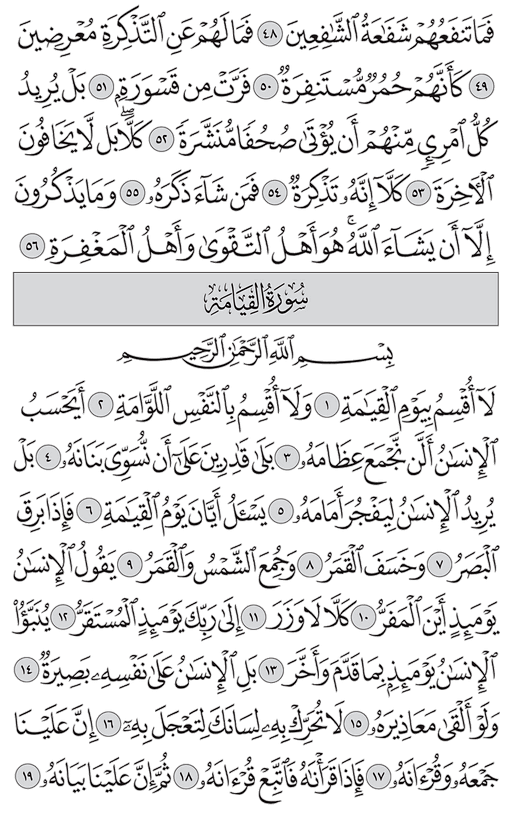 فَمَا تَنفَعُهُمْ شَفَـٰعَةُ ٱلشَّـٰفِعِينَ ٤٨ فَمَا لَهُمْ عَنِ ٱلتَّذْكِرَةِ مُعْرِضِينَ
٤٩ كَأَنَّهُمْ حُمُرٌ مُّسْتَنفِرَةٌ ٥٠ فَرَّتْ مِن قَسْوَرَةٍۭ ٥١ بَلْ يُرِيدُ
كُلُّ ٱمْرِئٍ مِّنْهُمْ أَن يُؤْتَىٰ صُحُفًا مُّنَشَّرَةً ٥٢ كَلَّا ۖ بَل لَّا يَخَافُونَ
ٱلْـَٔاخِرَةَ ٥٣ كَلَّآ إِنَّهُۥ تَذْكِرَةٌ ٥٤ فَمَن شَآءَ ذَكَرَهُۥ ٥٥ وَمَا يَذْكُرُونَ
إِلَّآ أَن يَشَآءَ ٱللَّهُ ۚ هُوَ أَهْلُ ٱلتَّقْوَىٰ وَأَهْلُ ٱلْمَغْفِرَةِ ٥٦
سُورَةُ القِيَامَةِ
بِسْمِ ٱللَّهِ ٱلرَّحْمَـٰنِ ٱلرَّحِيمِ
لَآ أُقْسِمُ بِيَوْمِ ٱلْقِيَـٰمَةِ ١ وَلَآ أُقْسِمُ بِٱلنَّفْسِ ٱللَّوَّامَةِ ٢ أَيَحْسَبُ
ٱلْإِنسَـٰنُ أَلَّن نَّجْمَعَ عِظَامَهُۥ ٣ بَلَىٰ قَـٰدِرِينَ عَلَىٰٓ أَن نُّسَوِّىَ بَنَانَهُۥ ٤ بَلْ
يُرِيدُ ٱلْإِنسَـٰنُ لِيَفْجُرَ أَمَامَهُۥ ٥ يَسْـَٔلُ أَيَّانَ يَوْمُ ٱلْقِيَـٰمَةِ ٦ فَإِذَا بَرِقَ
ٱلْبَصَرُ ٧ وَخَسَفَ ٱلْقَمَرُ ٨ وَجُمِعَ ٱلشَّمْسُ وَٱلْقَمَرُ ٩ يَقُولُ ٱلْإِنسَـٰنُ
يَوْمَئِذٍ أَيْنَ ٱلْمَفَرُّ ١٠ كَلَّا لَا وَزَرَ ١١ إِلَىٰ رَبِّكَ يَوْمَئِذٍ ٱلْمُسْتَقَرُّ ١٢ يُنَبَّؤُا۟
ٱلْإِنسَـٰنُ يَوْمَئِذٍۭ بِمَا قَدَّمَ وَأَخَّرَ ١٣ بَلِ ٱلْإِنسَـٰنُ عَلَىٰ نَفْسِهِۦ بَصِيرَةٌ ١٤
وَلَوْ أَلْقَىٰ مَعَاذِيرَهُۥ ١٥ لَا تُحَرِّكْ بِهِۦ لِسَانَكَ لِتَعْجَلَ بِهِۦٓ ١٦ إِنَّ عَلَيْنَا
جَمْعَهُۥ وَقُرْءَانَهُۥ ١٧ فَإِذَا قَرَأْنَـٰهُ فَٱتَّبِعْ قُرْءَانَهُۥ ١٨ ثُمَّ إِنَّ عَلَيْنَا بَيَانَهُۥ ١٩